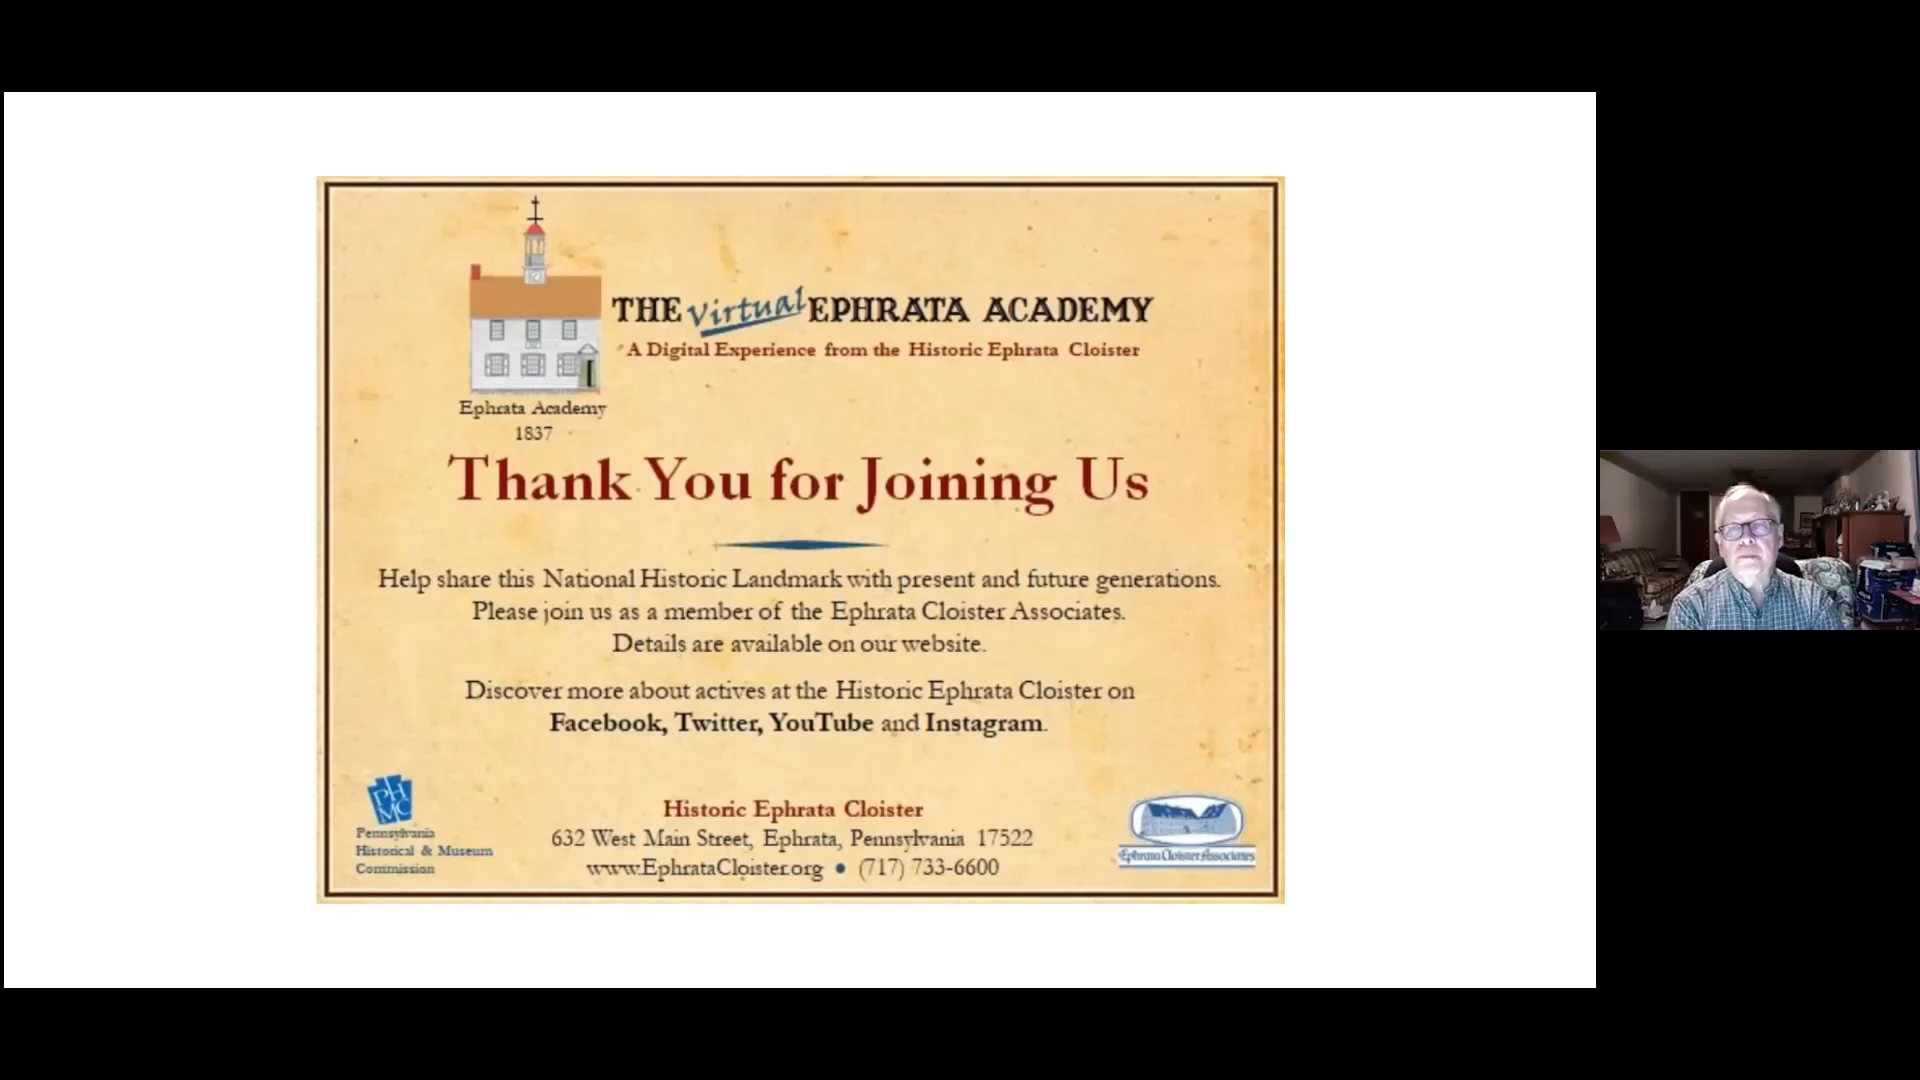 THE Virtual EPHRATA ACADEMY
A Digital Experience from the Historic Ephrata Cloister
Ephrata Academy
1837
Thank You for Joining Us
Help share this National Historic Landmark with present and future generations.
Please join us as a member of the Ephrata Cloister Associates.
Details are available on our website.
Discover more about actives at the Historic Ephrata Cloister on
Facebook, Twitter, YouTube and Instagram.
PHMC
Pennsylvania
Historical & Museum
Commission
Historic Ephrata Cloister
632 West Main Street, Ephrata, Pennsylvania 17522
www.EphrataCloister.org • (717) 733-6600
Ephrata Cloister Associates